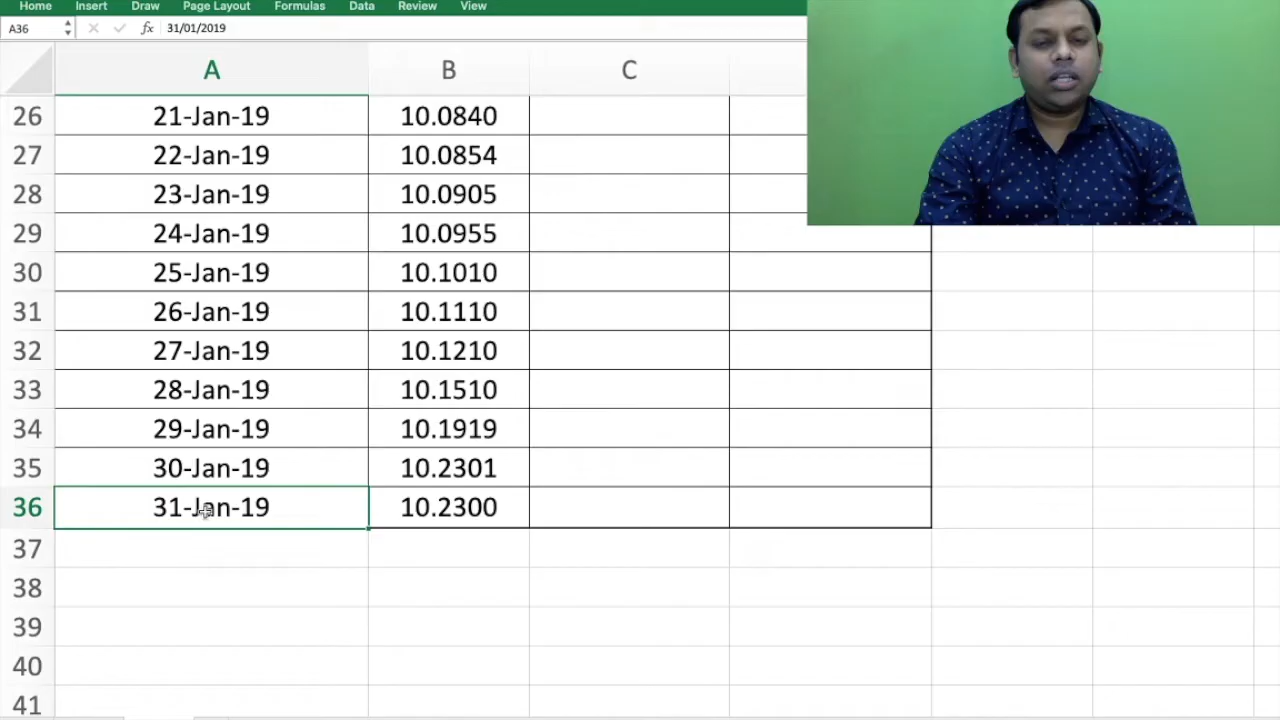 Home Insert Draw Page Layout Formulas Data Review View
A36 fx 31/01/2019
A B C
26 21-Jan-19 10.0840
27 22-Jan-19 10.0854
28 23-Jan-19 10.0905
29 24-Jan-19 10.0955
30 25-Jan-19 10.1010
31 26-Jan-19 10.1110
32 27-Jan-19 10.1210
33 28-Jan-19 10.1510
34 29-Jan-19 10.1919
35 30-Jan-19 10.2301
36 31-Jan-19 10.2300
37
38
39
40
41